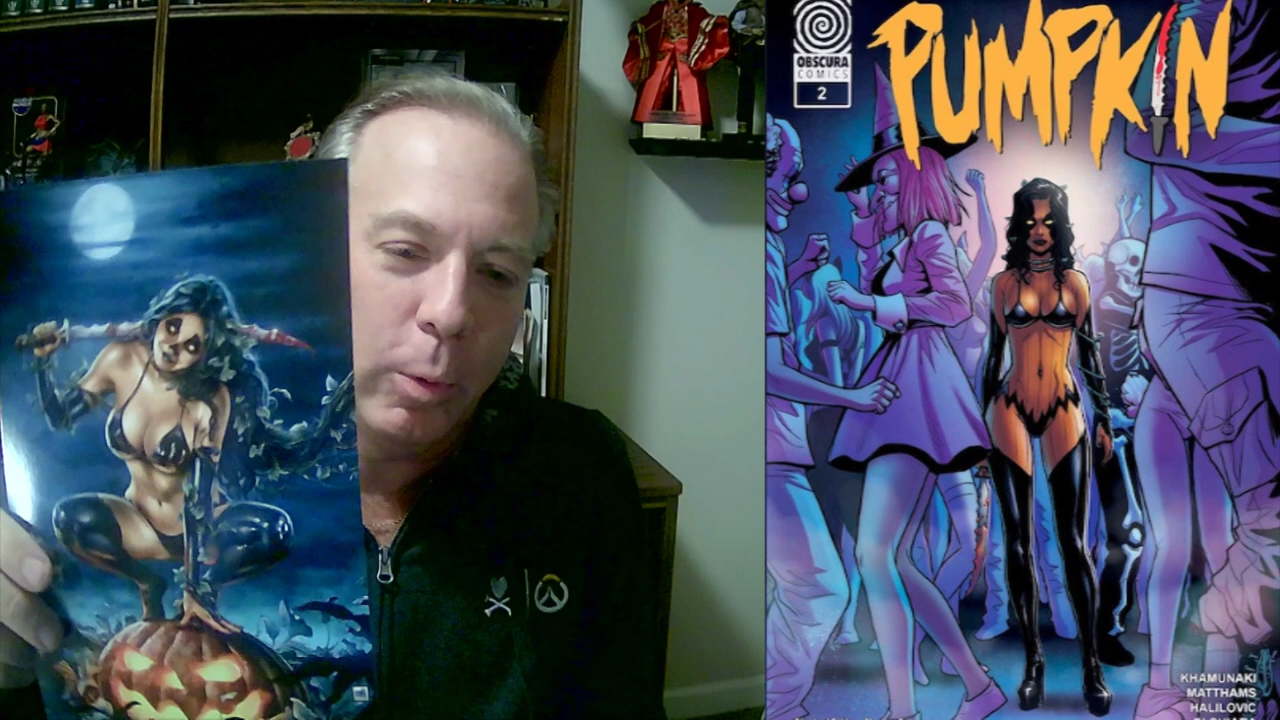 OBSCURA
COMICS
2
PUMPKIN
KHAMUNAKI
MATTHAMS
HALILOVIC